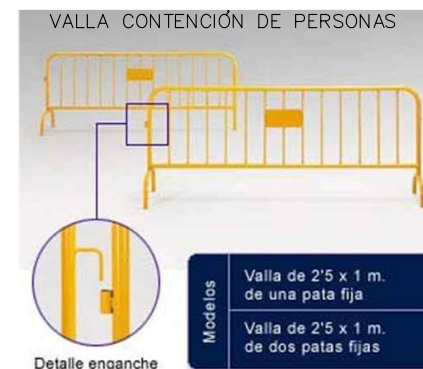 VALLA CONTENCIÓN DE PERSONAS
Modelos
Valla de 2'5 x 1 m.
de una pata fija
Valla de 2'5 x 1 m.
de dos patas fijas
Detalle enganche